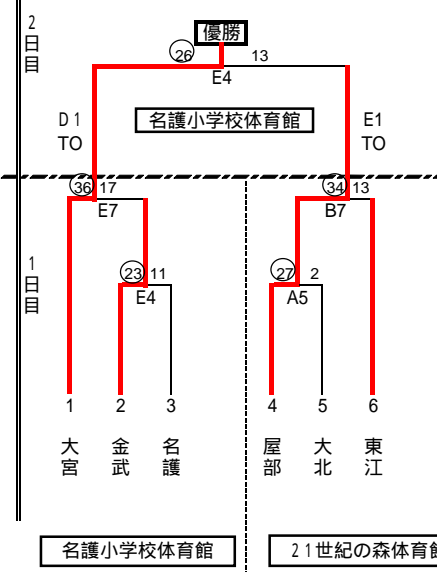 2日目
優勝
26 13
E4
D1 TO
名護小学校体育館
E1 TO
36 17
E7
34 13
B7
1日目
23 11
E4
27 2
A5
1 2 3 4 5 6
大宮
金武
名護
屋部
大北
東江
名護小学校体育館
21世紀の森体育館